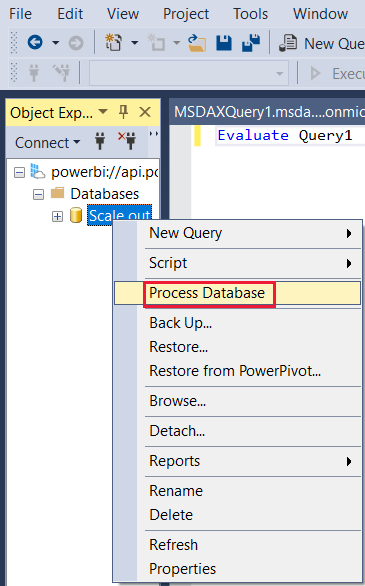 File Edit View Project Tools Window
New Que
Execu
Object Exp...
MSDAXQuery1.msda....onmic
Connect
Evaluate Query1
powerbi://api.po
Databases
Scale out
New Query
Script
Process Database
Back Up...
Restore...
Restore from PowerPivot...
Browse...
Detach...
Reports
Rename
Delete
Refresh
Properties